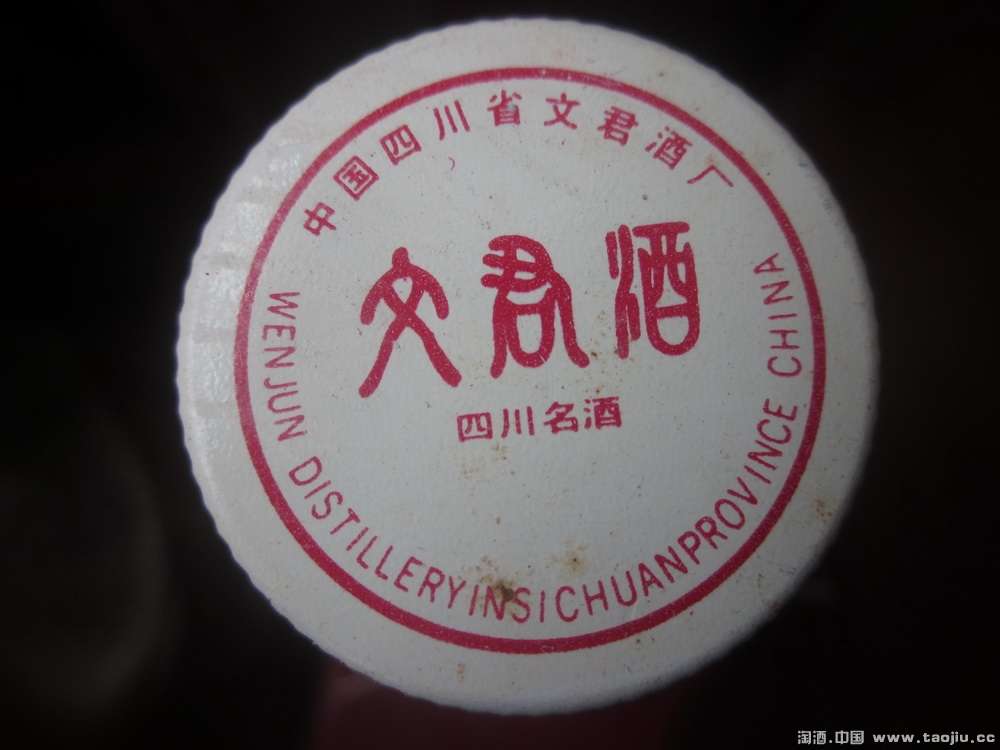 中国四川省文君酒厂
文君酒
四川名酒
WENJUN DISTILLERYINSICHUANPROVINCE CHINA
淘酒.中国 www.taojiu.cc